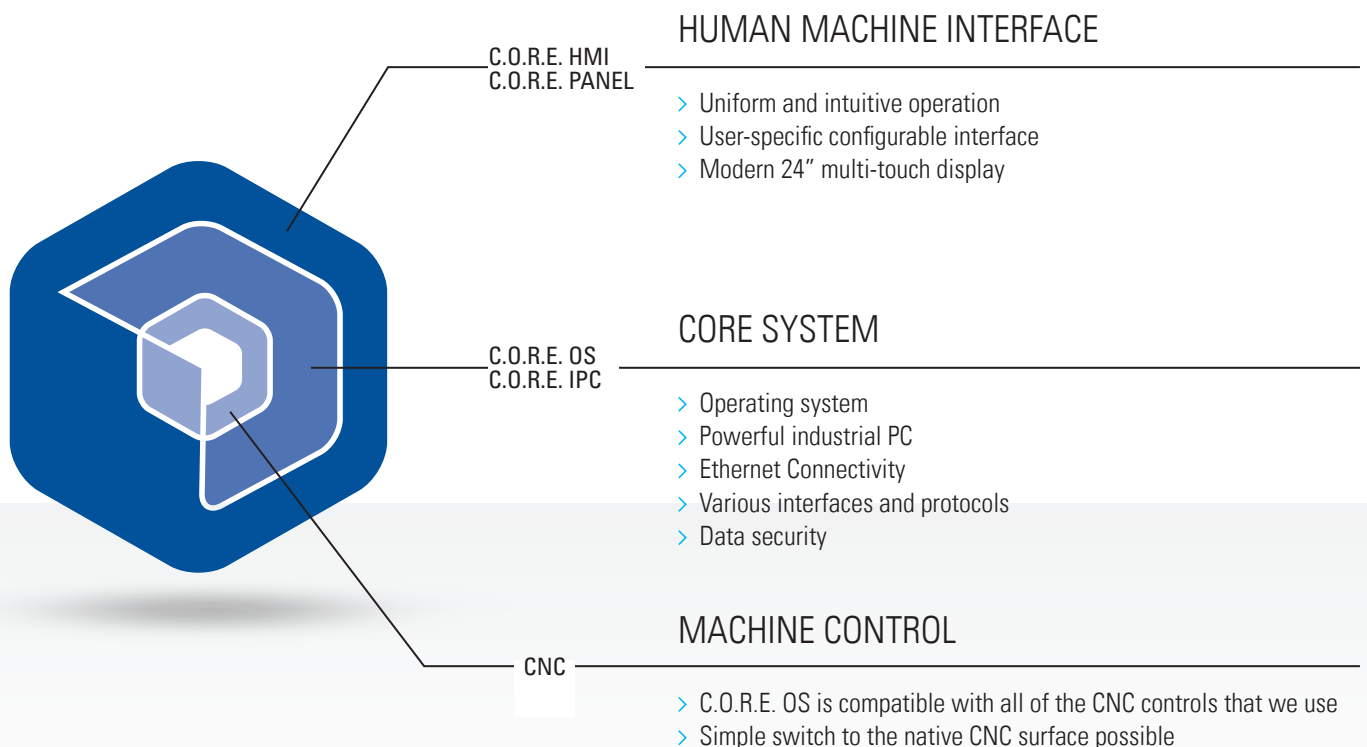 HUMAN MACHINE INTERFACE
C.O.R.E. HMI
C.O.R.E. PANEL
> Uniform and intuitive operation
> User-specific configurable interface
> Modern 24” multi-touch display
CORE SYSTEM
C.O.R.E. OS
C.O.R.E. IPC
> Operating system
> Powerful industrial PC
> Ethernet Connectivity
> Various interfaces and protocols
> Data security
MACHINE CONTROL
CNC
> C.O.R.E. OS is compatible with all of the CNC controls that we use
> Simple switch to the native CNC surface possible